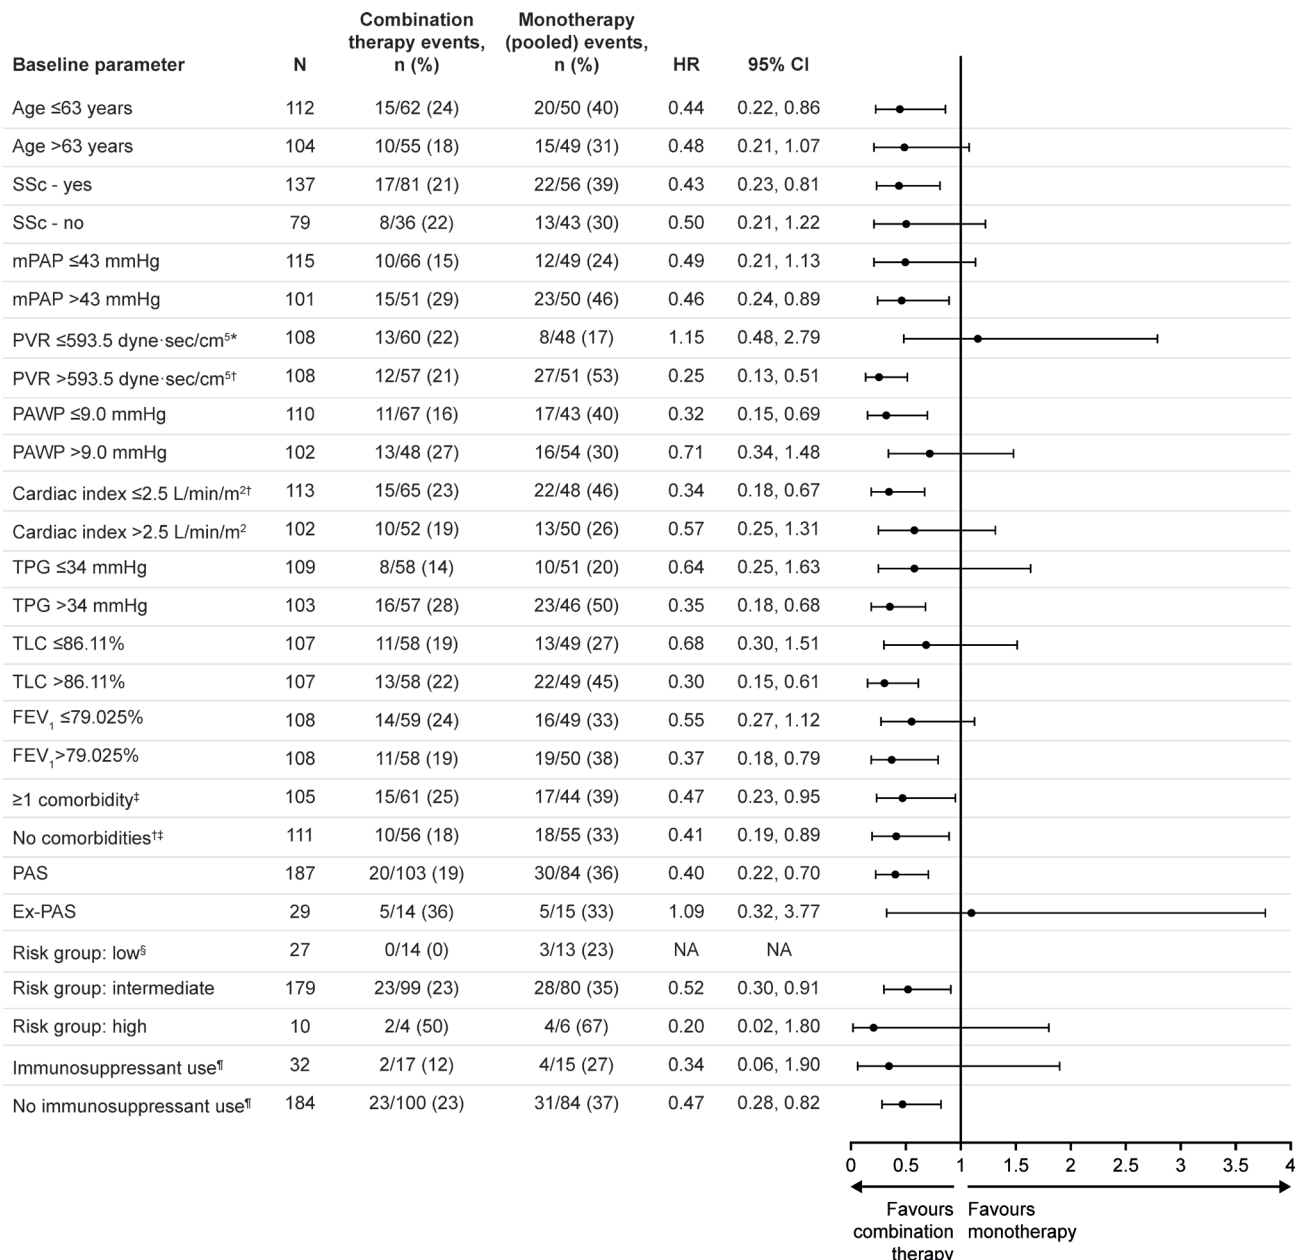 Combination therapy events, n (%)
Monotherapy (pooled) events, n (%)
Baseline parameter N HR 95% CI
Age ≤63 years 112 15/62 (24) 20/50 (40) 0.44 0.22, 0.86
Age >63 years 104 10/55 (18) 15/49 (31) 0.48 0.21, 1.07
SSc - yes 137 17/81 (21) 22/56 (39) 0.43 0.23, 0.81
SSc - no 79 8/36 (22) 13/43 (30) 0.50 0.21, 1.22
mPAP ≤43 mmHg 115 10/66 (15) 12/49 (24) 0.49 0.21, 1.13
mPAP >43 mmHg 101 15/51 (29) 23/50 (46) 0.46 0.24, 0.89
PVR ≤593.5 dyne·sec/cm⁵* 108 13/60 (22) 8/48 (17) 1.15 0.48, 2.79
PVR >593.5 dyne·sec/cm⁵† 108 12/57 (21) 27/51 (53) 0.25 0.13, 0.51
PAWP ≤9.0 mmHg 110 11/67 (16) 17/43 (40) 0.32 0.15, 0.69
PAWP >9.0 mmHg 102 13/48 (27) 16/54 (30) 0.71 0.34, 1.48
Cardiac index ≤2.5 L/min/m²† 113 15/65 (23) 22/48 (46) 0.34 0.18, 0.67
Cardiac index >2.5 L/min/m² 102 10/52 (19) 13/50 (26) 0.57 0.25, 1.31
TPG ≤34 mmHg 109 8/58 (14) 10/51 (20) 0.64 0.25, 1.63
TPG >34 mmHg 103 16/57 (28) 23/46 (50) 0.35 0.18, 0.68
TLC ≤86.11% 107 11/58 (19) 13/49 (27) 0.68 0.30, 1.51
TLC >86.11% 107 13/58 (22) 22/49 (45) 0.30 0.15, 0.61
FEV₁ ≤79.025% 108 14/59 (24) 16/49 (33) 0.55 0.27, 1.12
FEV₁>79.025% 108 11/58 (19) 19/50 (38) 0.37 0.18, 0.79
≥1 comorbidity‡ 105 15/61 (25) 17/44 (39) 0.47 0.23, 0.95
No comorbidities†‡ 111 10/56 (18) 18/55 (33) 0.41 0.19, 0.89
PAS 187 20/103 (19) 30/84 (36) 0.40 0.22, 0.70
Ex-PAS 29 5/14 (36) 5/15 (33) 1.09 0.32, 3.77
Risk group: low§ 27 0/14 (0) 3/13 (23) NA NA
Risk group: intermediate 179 23/99 (23) 28/80 (35) 0.52 0.30, 0.91
Risk group: high 10 2/4 (50) 4/6 (67) 0.20 0.02, 1.80
Immunosuppressant use¶ 32 2/17 (12) 4/15 (27) 0.34 0.06, 1.90
No immunosuppressant use¶ 184 23/100 (23) 31/84 (37) 0.47 0.28, 0.82
0 0.5 1 1.5 2 2.5 3 3.5 4
Favours combination therapy
Favours monotherapy